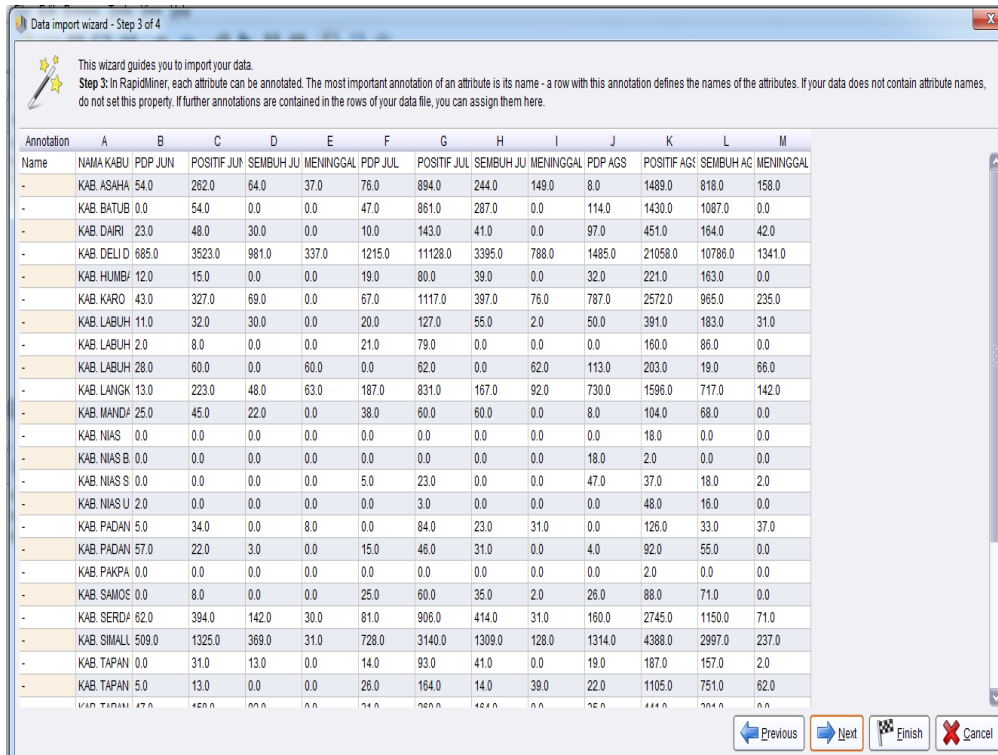 Data import wizard - Step 3 of 4
This wizard guides you to import your data.
Step 3: In RapidMiner, each attribute can be annotated. The most important annotation of an attribute is its name - a row with this annotation defines the names of the attributes. If your data does not contain attribute names,
do not set this property. If further annotations are contained in the rows of your data file, you can assign them here.
Annotation A B C D E F G H I J K L M
Name NAMA KABU PDP JUN POSITIF JUN SEMBUH JU MENINGGAL PDP JUL POSITIF JUL SEMBUH JU MENINGGAL PDP AGS POSITIF AGS SEMBUH AG MENINGGAL
- KAB. ASAHA 54.0 262.0 64.0 37.0 76.0 894.0 244.0 149.0 8.0 1489.0 818.0 158.0
- KAB. BATUB 0.0 54.0 0.0 0.0 47.0 861.0 287.0 0.0 114.0 1430.0 1087.0 0.0
- KAB. DAIRI 23.0 48.0 30.0 0.0 10.0 143.0 41.0 0.0 97.0 451.0 164.0 42.0
- KAB. DELI D 685.0 3523.0 981.0 337.0 1215.0 11128.0 3395.0 788.0 1485.0 21058.0 10786.0 1341.0
- KAB. HUMBA 12.0 15.0 0.0 0.0 19.0 80.0 39.0 0.0 32.0 221.0 163.0 0.0
- KAB. KARO 43.0 327.0 69.0 0.0 67.0 1117.0 397.0 76.0 787.0 2572.0 965.0 235.0
- KAB. LABUH 11.0 32.0 30.0 0.0 20.0 127.0 55.0 2.0 50.0 391.0 183.0 31.0
- KAB. LABUH 2.0 8.0 0.0 0.0 21.0 79.0 0.0 0.0 0.0 160.0 86.0 0.0
- KAB. LABUH 28.0 60.0 0.0 60.0 0.0 62.0 0.0 62.0 113.0 203.0 19.0 66.0
- KAB. LANGK 13.0 223.0 48.0 63.0 187.0 831.0 167.0 92.0 730.0 1596.0 717.0 142.0
- KAB. MANDA 25.0 45.0 22.0 0.0 38.0 60.0 60.0 0.0 8.0 104.0 68.0 0.0
- KAB. NIAS 0.0 0.0 0.0 0.0 0.0 0.0 0.0 0.0 0.0 18.0 0.0 0.0
- KAB. NIAS B 0.0 0.0 0.0 0.0 0.0 0.0 0.0 0.0 18.0 2.0 0.0 0.0
- KAB. NIAS S 0.0 0.0 0.0 0.0 5.0 23.0 0.0 0.0 47.0 37.0 18.0 2.0
- KAB. NIAS U 2.0 0.0 0.0 0.0 0.0 3.0 0.0 0.0 0.0 48.0 16.0 0.0
- KAB. PADAN 5.0 34.0 0.0 8.0 0.0 84.0 23.0 31.0 0.0 126.0 33.0 37.0
- KAB. PADAN 57.0 22.0 3.0 0.0 15.0 46.0 31.0 0.0 4.0 92.0 55.0 0.0
- KAB. PAKPA 0.0 0.0 0.0 0.0 0.0 0.0 0.0 0.0 0.0 2.0 0.0 0.0
- KAB. SAMOS 0.0 8.0 0.0 0.0 25.0 60.0 35.0 2.0 26.0 88.0 71.0 0.0
- KAB. SERDA 62.0 394.0 142.0 30.0 81.0 906.0 414.0 31.0 160.0 2745.0 1150.0 71.0
- KAB. SIMALU 509.0 1325.0 369.0 31.0 728.0 3140.0 1309.0 128.0 1314.0 4388.0 2997.0 237.0
- KAB. TAPAN 0.0 31.0 13.0 0.0 14.0 93.0 41.0 0.0 19.0 187.0 157.0 2.0
- KAB. TAPAN 5.0 13.0 0.0 0.0 26.0 164.0 14.0 39.0 22.0 1105.0 751.0 62.0
Previous Next Finish Cancel